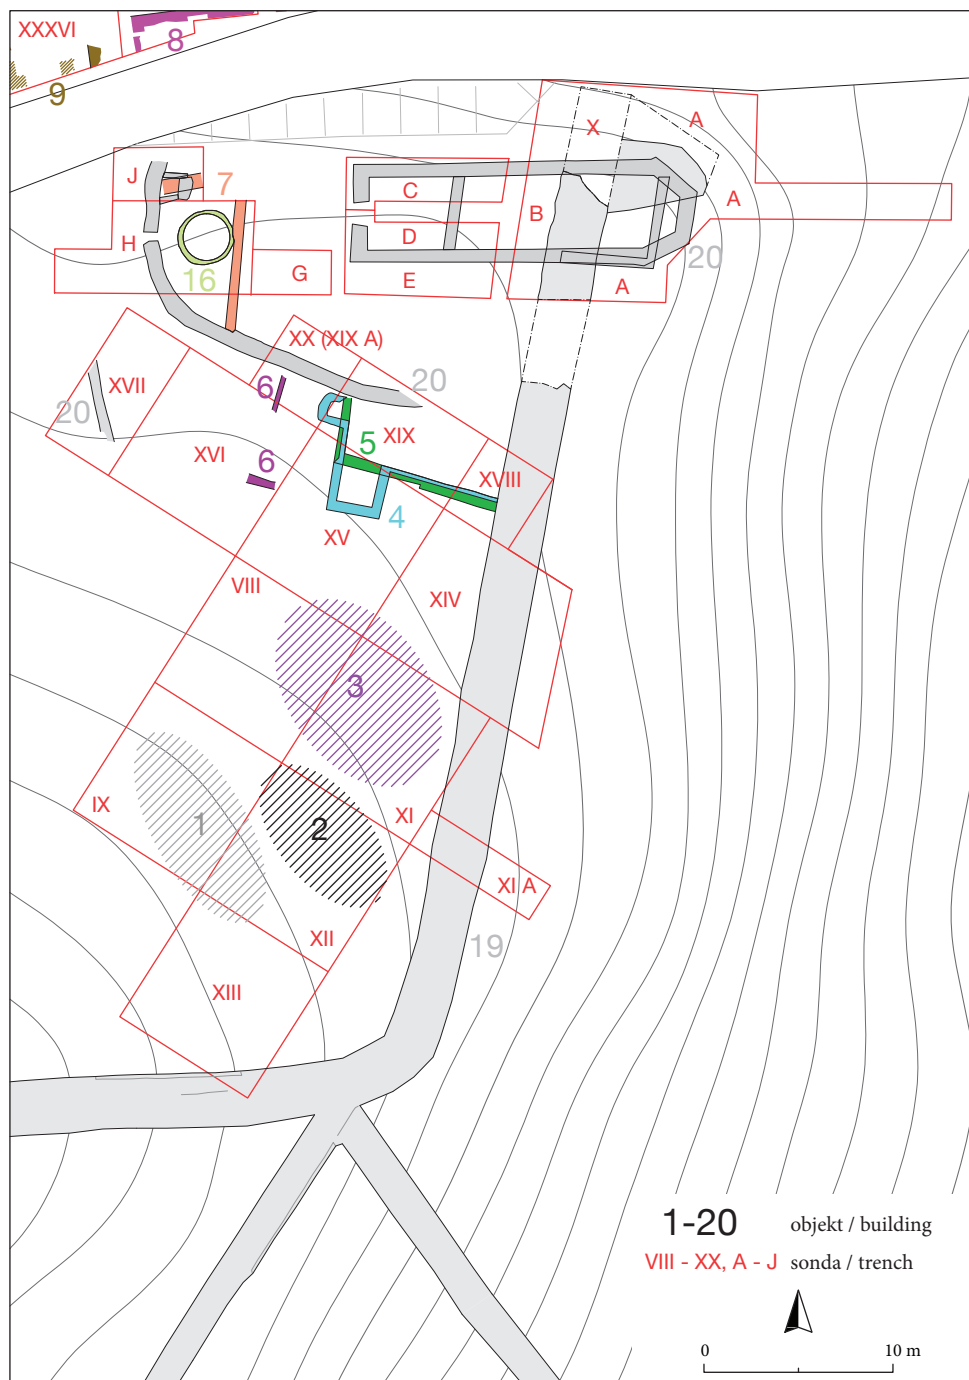 XXXVI
8
9
X
A
J
7
C
A
B
H
D
16
G
E
20
A
XX (XIX A)
6
20
XVII
20
XIX
5
XVI
6
XVIII
4
XV
VIII
XIV
3
IX
1
2
XI
XI A
XII
19
XIII
1-20 objekt / building
VIII - XX, A - J sonda / trench
0 10 m